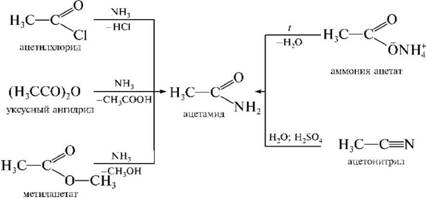 H₃C—C
O
Cl
ацетилхлорид
NH₃
−HCl
(H₃CCO)₂O
уксусный ангидрид
NH₃
−CH₃COOH
H₃C—C
O
O—CH₃
метилацетат
NH₃
−CH₃OH
H₃C—C
O
NH₂
ацетамид
t
−H₂O
H₃C—C
O
ŌNH₄⁺
аммония ацетат
H₂O; H₂SO₄
H₃C—C≡N
ацетонитрил